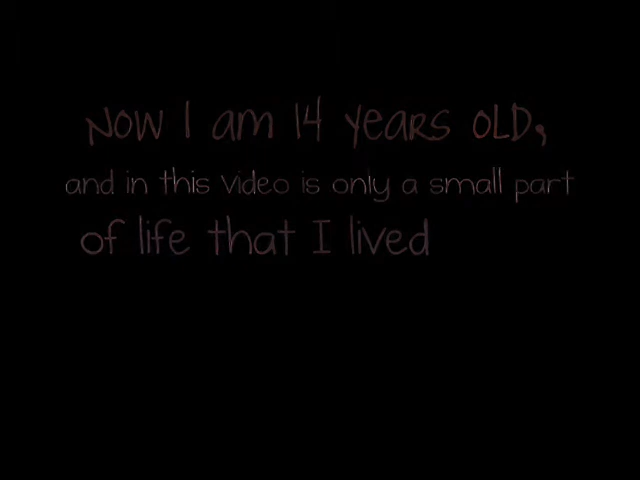 Now I am 14 years old,
and in this video is only a small part
of life that I lived